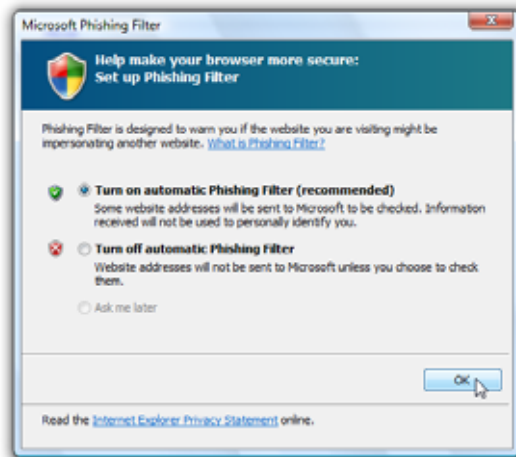 Microsoft Phishing Filter
Help make your browser more secure:
Set up Phishing Filter
Phishing Filter is designed to warn you if the website you are visiting might be
impersonating another website. What is Phishing Filter?
Turn on automatic Phishing Filter (recommended)
Some website addresses will be sent to Microsoft to be checked. Information
received will not be used to personally identify you.
Turn off automatic Phishing Filter
Website addresses will not be sent to Microsoft unless you choose to check
them.
Ask me later
OK
Read the Internet Explorer Privacy Statement online.